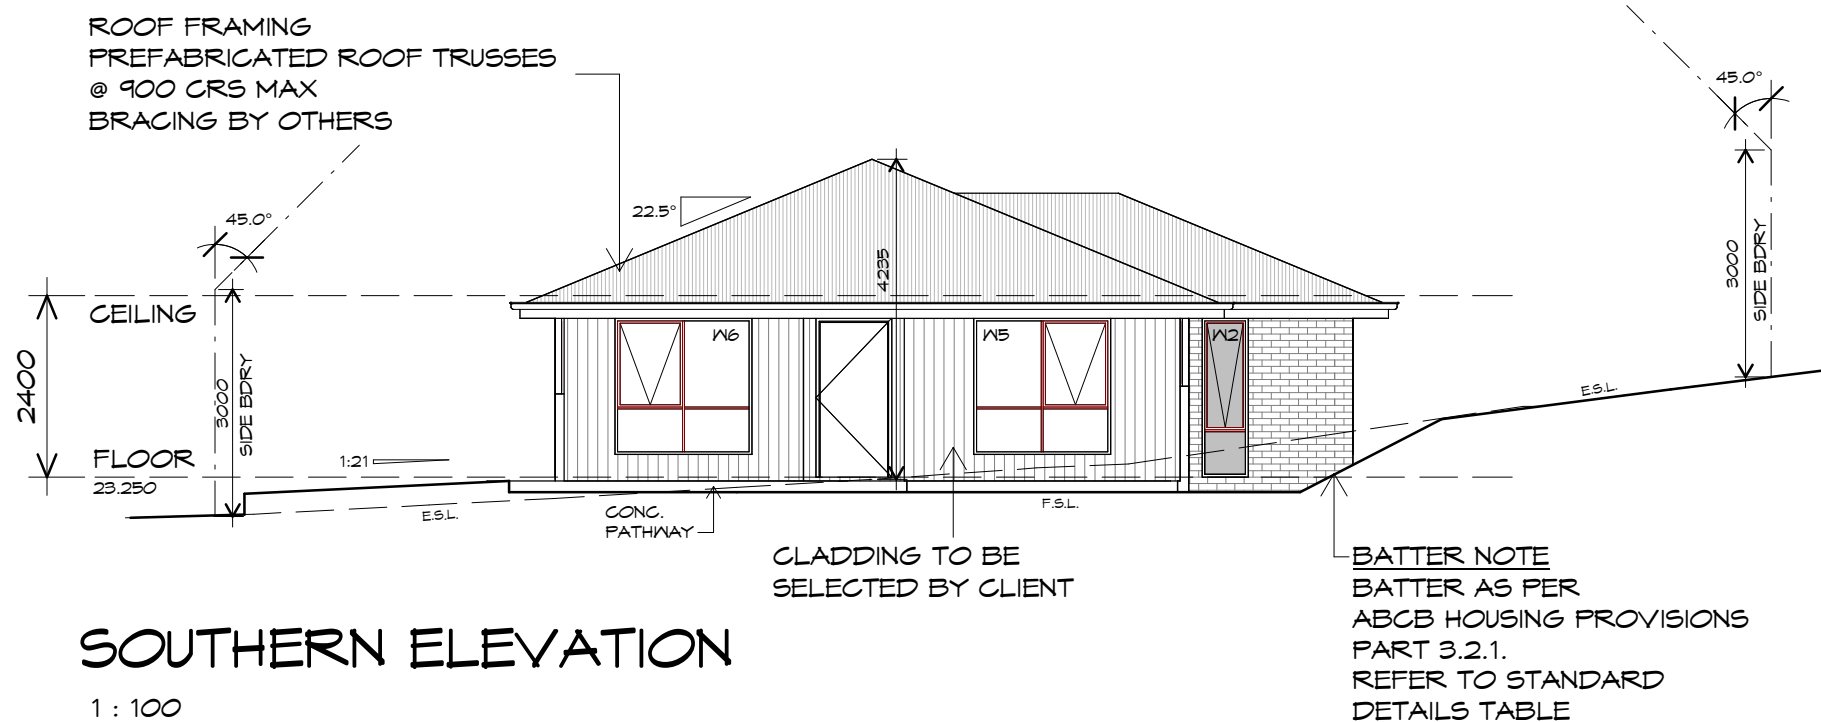 ROOF FRAMING
PREFABRICATED ROOF TRUSSES
@ 900 CRS MAX
BRACING BY OTHERS
45.0°
45.0°
22.5°
4235
3000
SIDE BDRY
CEILING
2400
3000
SIDE BDRY
W6
W5
W2
E.S.L.
FLOOR
23.250
1:21
E.S.L.
CONC.
PATHWAY
F.S.L.
CLADDING TO BE
SELECTED BY CLIENT
BATTER NOTE
BATTER AS PER
ABCB HOUSING PROVISIONS
PART 3.2.1.
REFER TO STANDARD
DETAILS TABLE
SOUTHERN ELEVATION
1 : 100